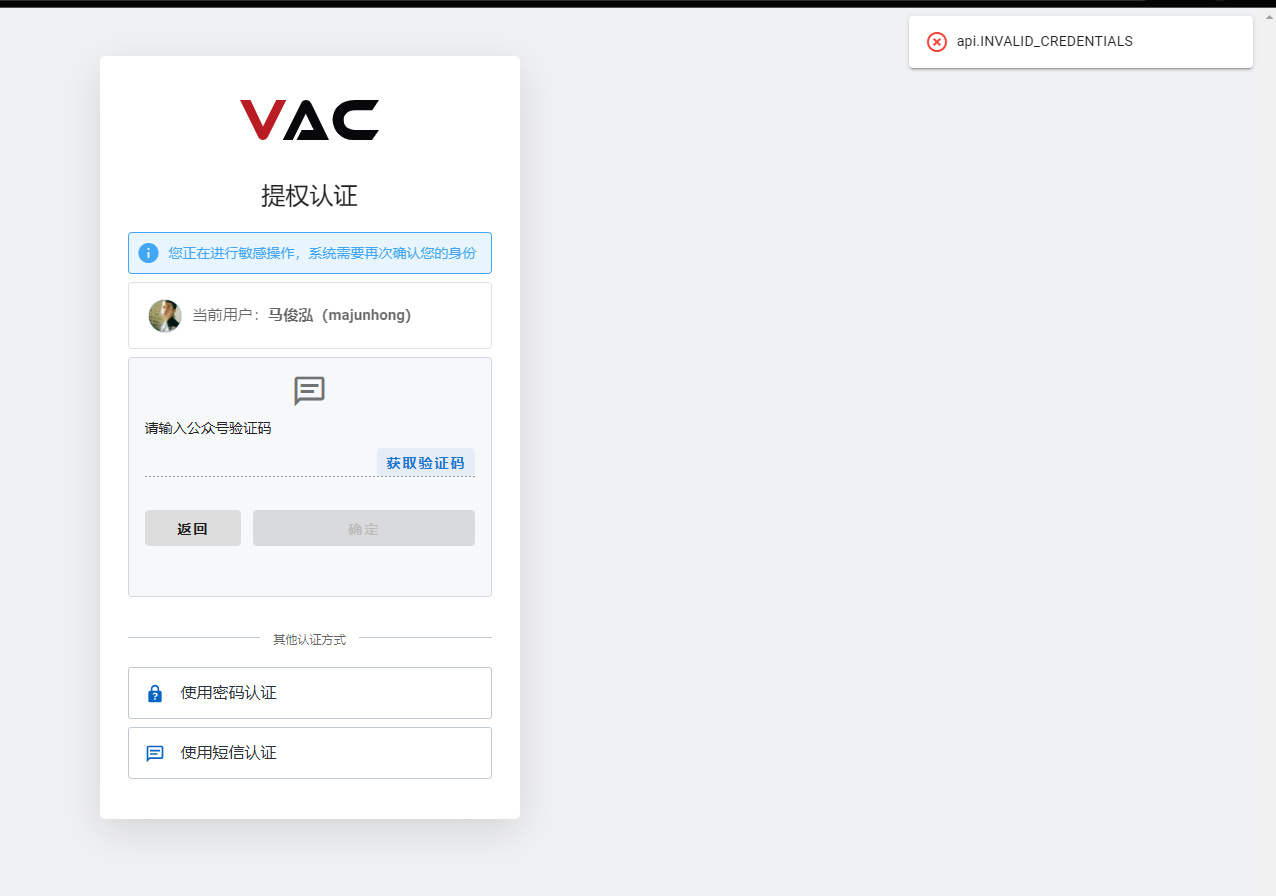 api.INVALID_CREDENTIALS
VAC
提权认证
您正在进行敏感操作，系统需要再次确认您的身份
当前用户：马俊泓（majunhong）
请输入公众号验证码
获取验证码
返回
确定
其他认证方式
使用密码认证
使用短信认证